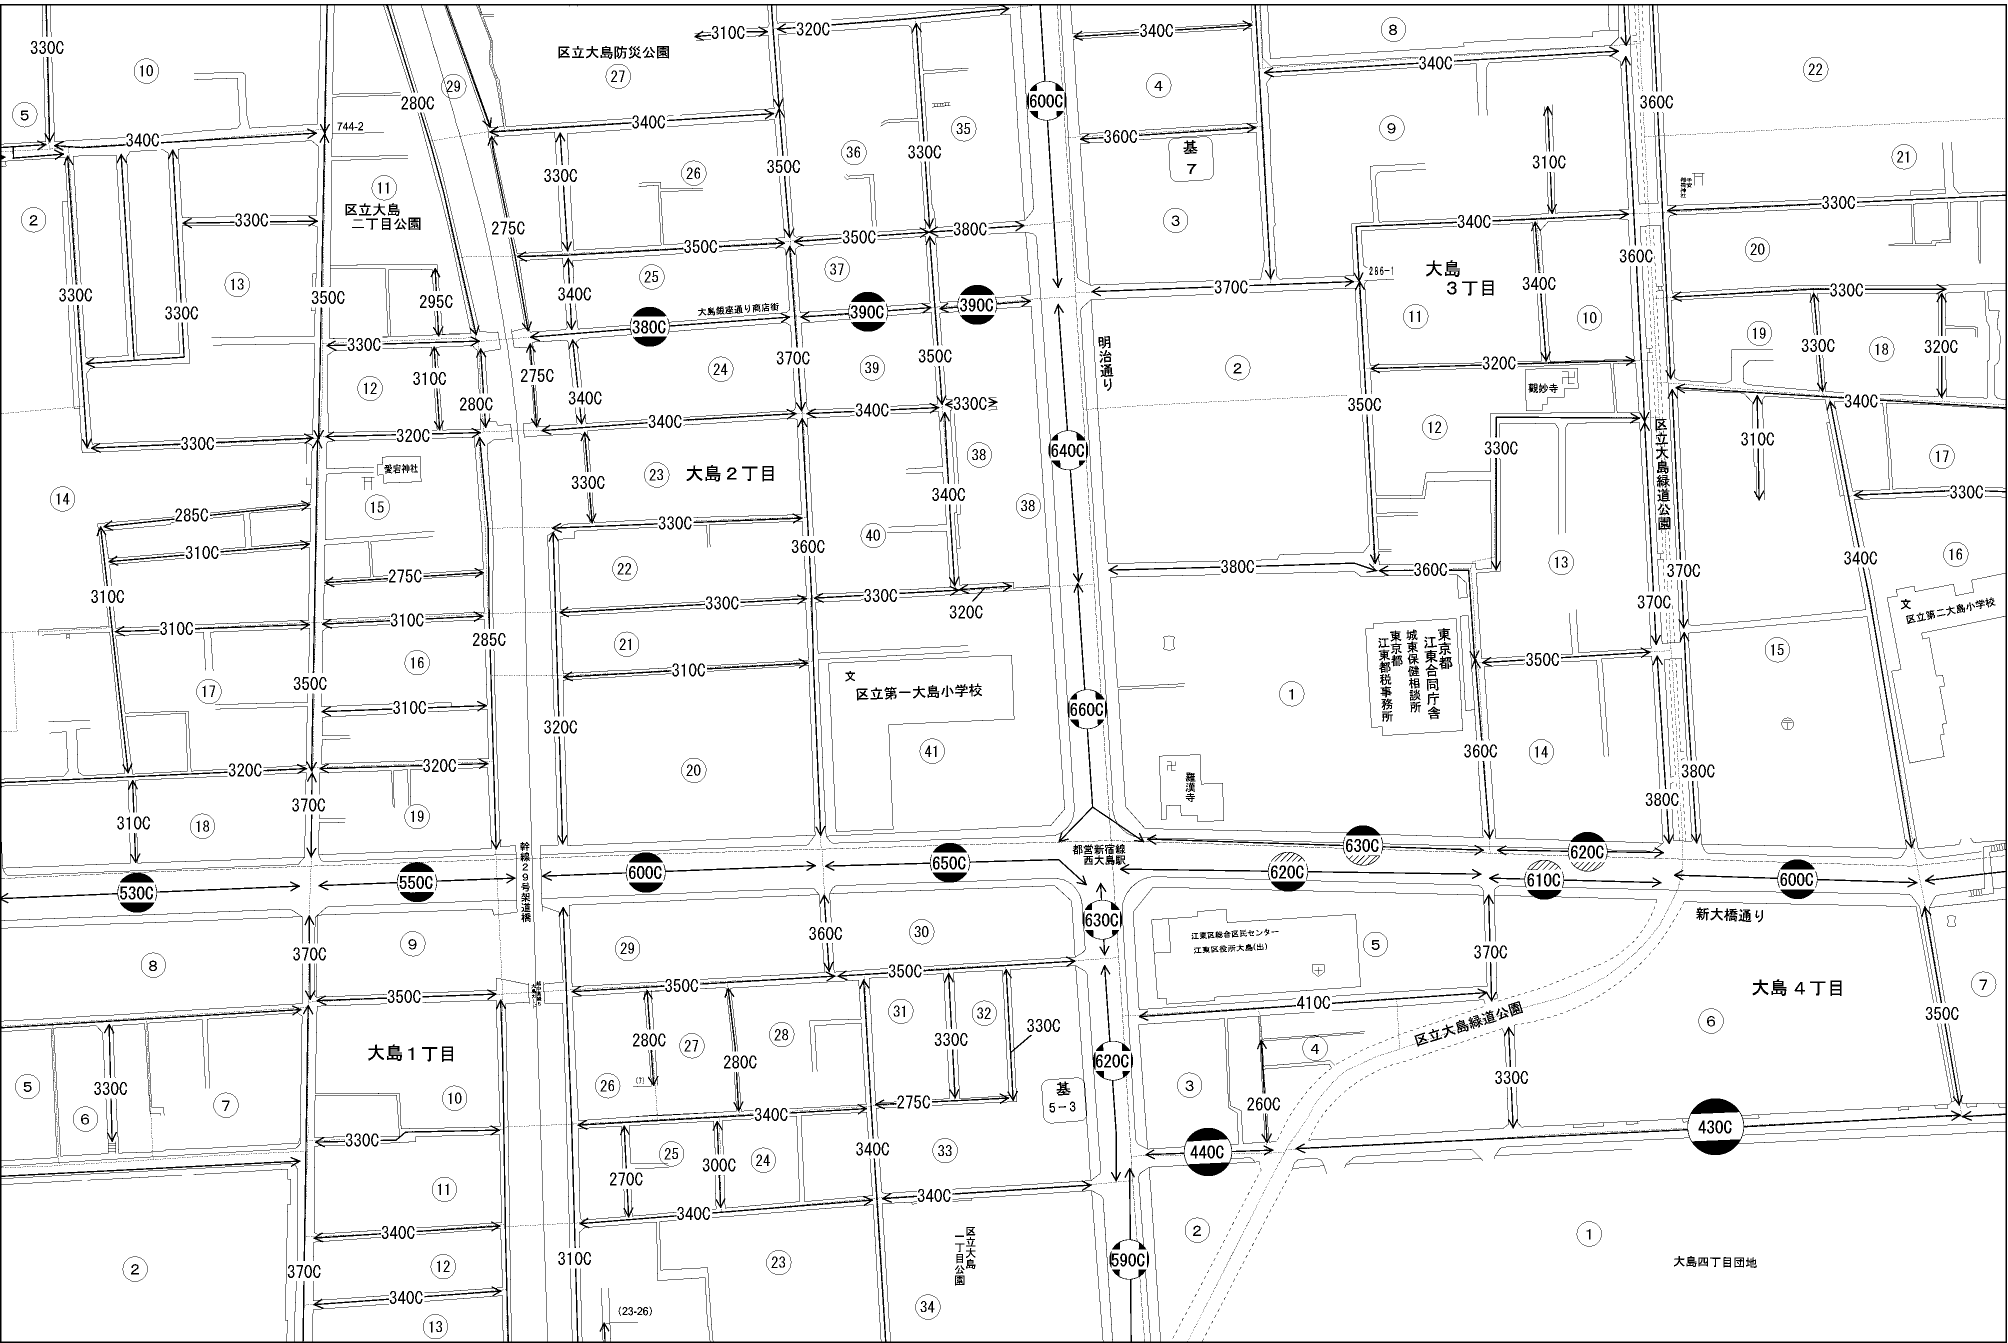 330C
10
5
340C
744-2
280C
29
区立大島防災公園
27
310C
320C
340C
35
36
330C
350C
26
330C
600C
340C
4
360C
基
7
3
8
340C
9
310C
360C
22
21
330C
20
2
330C
13
350C
330C
330C
11
区立大島
二丁目公園
275C
295C
330C
25
350C
350C
380C
37
340C
大島銀座通り商店街
380C
390C
390C
370C
明治通り
340C
286-1
大島
3丁目
340C
360C
11
10
330C
19
330C
18
320C
12
310C
280C
275C
340C
24
370C
39
350C
2
350C
320C
觀妙寺
340C
310C
17
330C
330C
320C
愛宕神社
14
15
340C
23
大島2丁目
340C
330C
38
38
640C
12
330C
区立大島緑道公園
285C
310C
275C
310C
330C
330C
360C
40
340C
22
330C
330C
320C
380C
360C
13
370C
370C
340C
16
文
区立第二大島小学校
310C
310C
285C
16
17
350C
310C
21
310C
文
区立第一大島小学校
660C
1
東京都
江東合同庁舎
城東保健相談所
東京都
江東都税事務所
350C
15
320C
320C
320C
20
41
羅漢寺
360C
14
380C
380C
370C
310C
18
19
530C
550C
幹線29号架道橋
600C
650C
都営新宿線
西大島駅
630C
620C
620C
610C
600C
新大橋通り
630C
370C
9
8
29
360C
30
江東区総合区民センター
江東区役所大島(出)
5
370C
大島4丁目
7
350C
350C
350C
410C
区立大島緑道公園
6
350C
大島1丁目
5
330C
6
7
10
280C
27
280C
28
26
(7)
31
330C
32
330C
620C
基
5-3
3
4
260C
330C
340C
275C
330C
25
270C
300C
24
340C
33
440C
430C
11
340C
340C
340C
310C
2
370C
12
340C
13
23
(23-26)
区立大島
一丁目公園
34
590C
2
1
大島四丁目団地